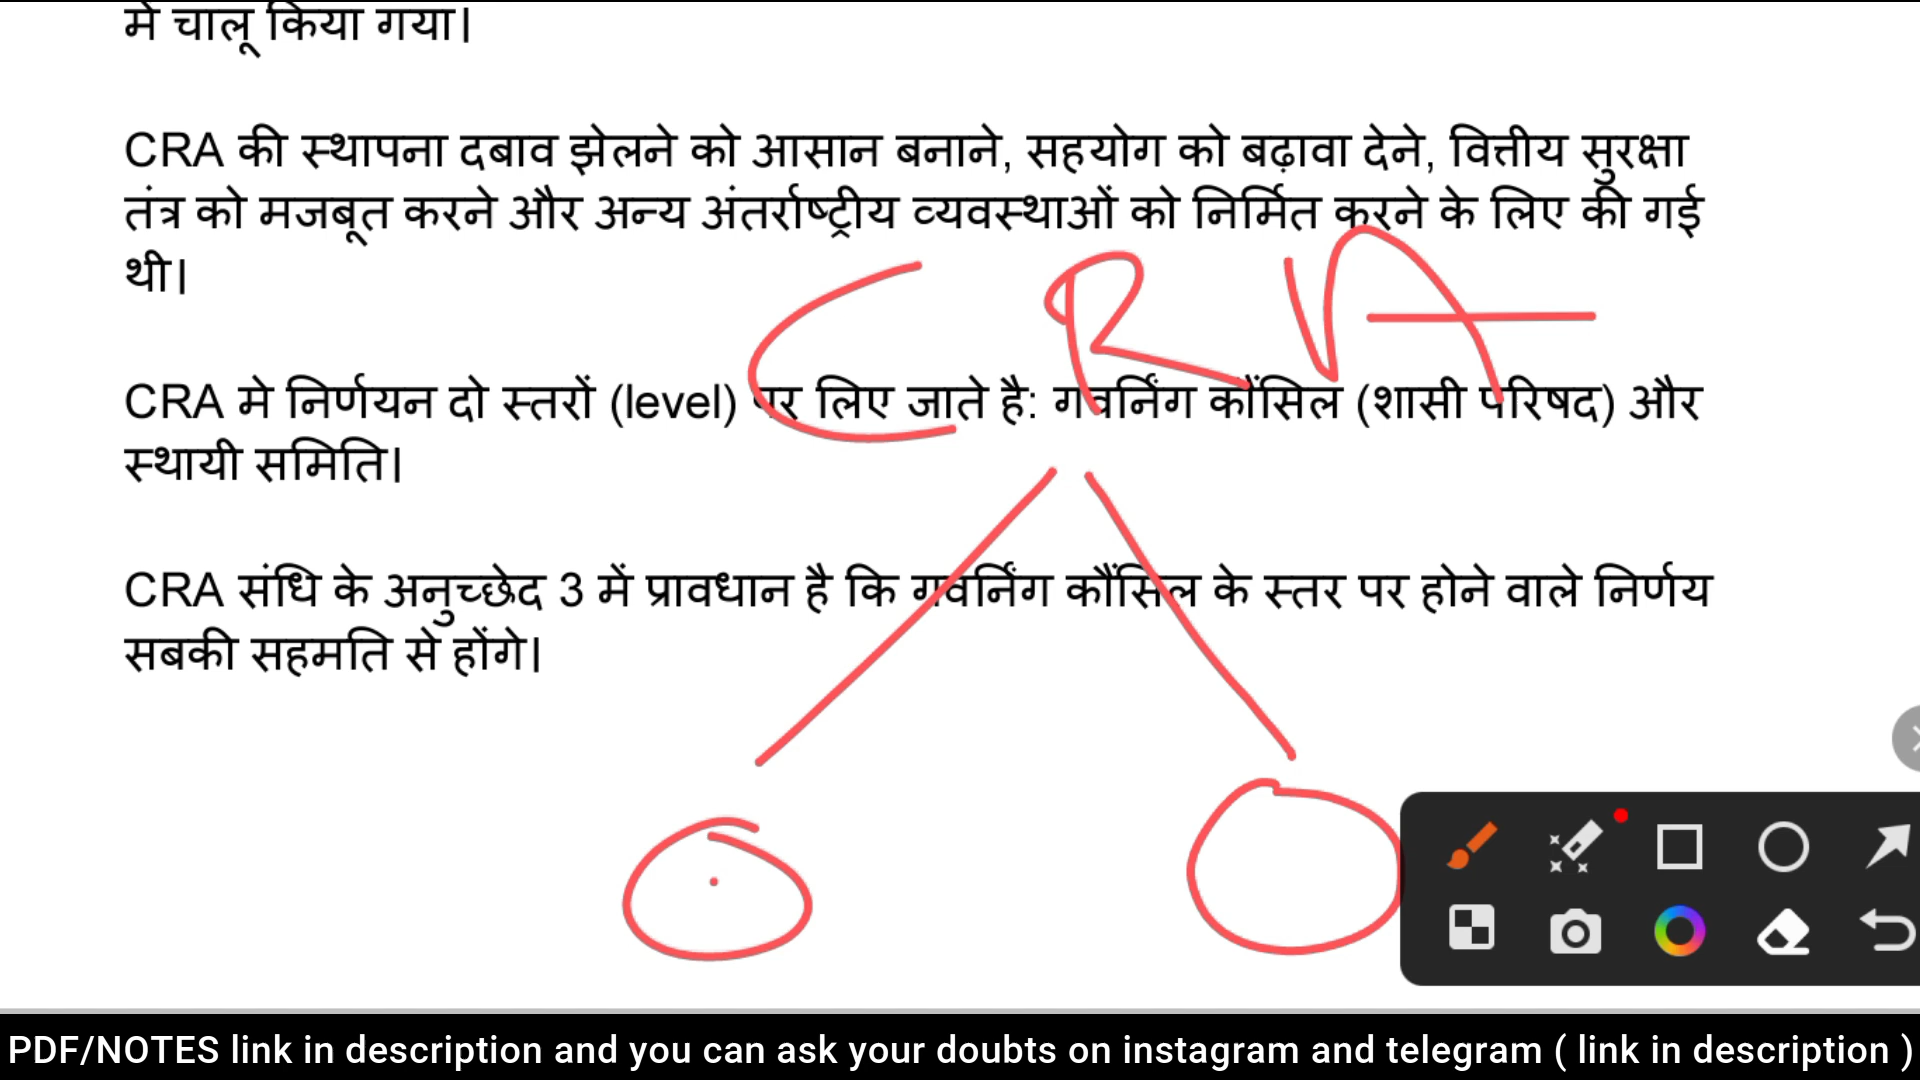 में चालू किया गया।
CRA की स्थापना दबाव झेलने को आसान बनाने, सहयोग को बढ़ावा देने, वित्तीय सुरक्षा
तंत्र को मजबूत करने और अन्य अंतर्राष्ट्रीय व्यवस्थाओं को निर्मित करने के लिए की गई
थी।
CRA
CRA मे निर्णयन दो स्तरों (level) पर लिए जाते है: गवर्निंग कौंसिल (शासी परिषद) और
स्थायी समिति।
CRA संधि के अनुच्छेद 3 में प्रावधान है कि गवर्निंग कौंसिल के स्तर पर होने वाले निर्णय
सबकी सहमति से होंगे।
PDF/NOTES link in description and you can ask your doubts on instagram and telegram ( link in description )